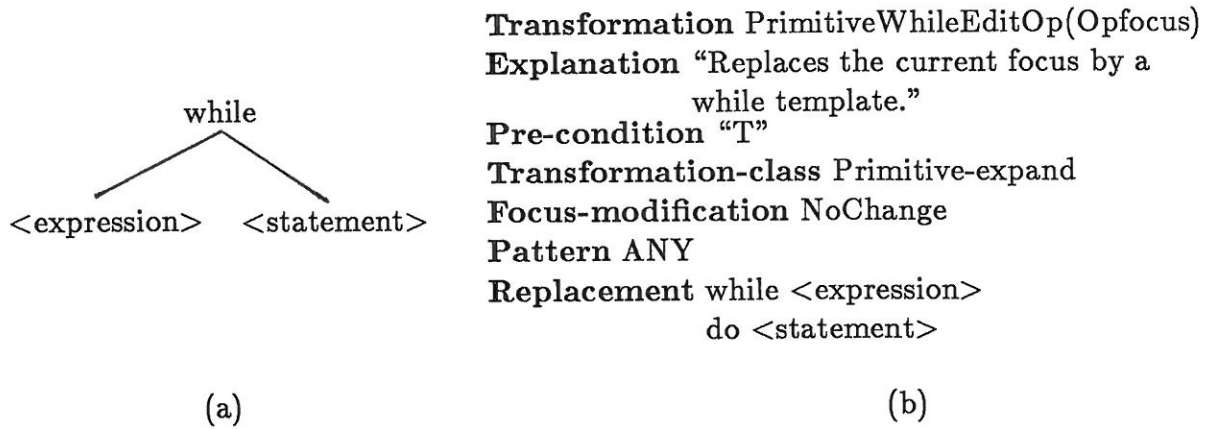 while
<expression> <statement>
(a)
Transformation PrimitiveWhileEditOp(Opfocus)
Explanation “Replaces the current focus by a
while template.”
Pre-condition “T”
Transformation-class Primitive-expand
Focus-modification NoChange
Pattern ANY
Replacement while <expression>
do <statement>
(b)